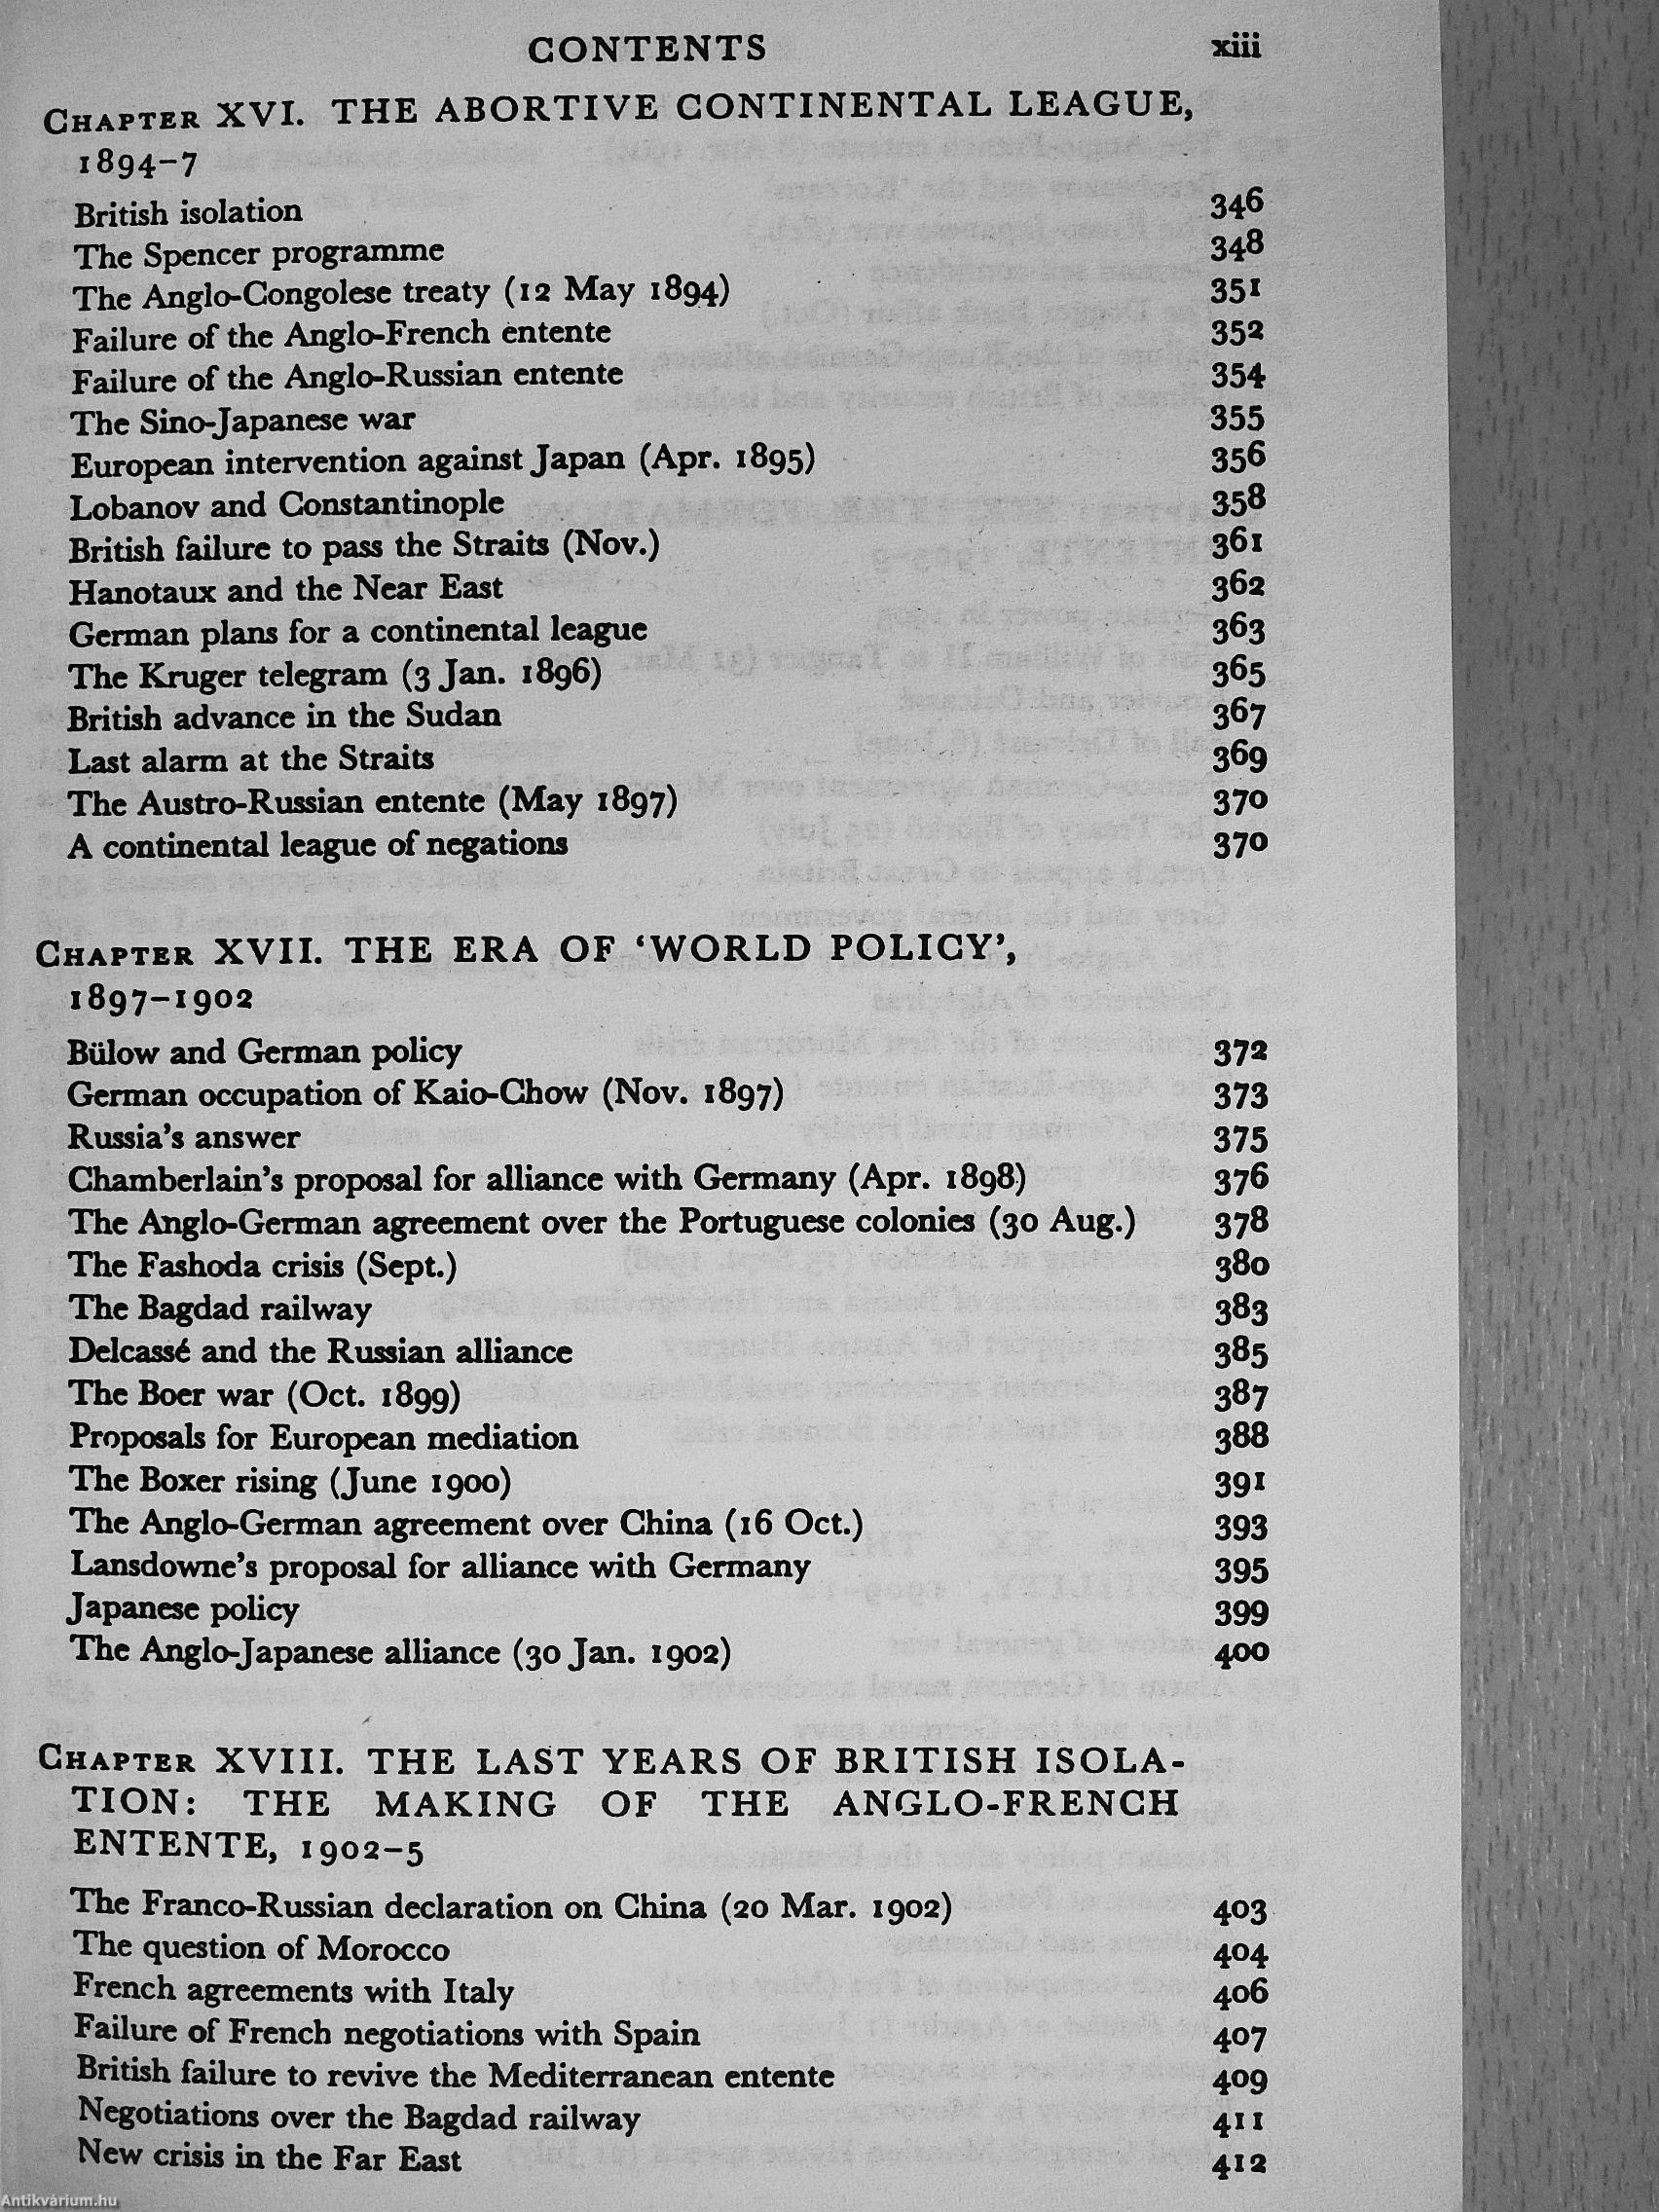 CONTENTS xiii
CHAPTER XVI. THE ABORTIVE CONTINENTAL LEAGUE,
1894-7
British isolation 346
The Spencer programme 348
The Anglo-Congolese treaty (12 May 1894) 351
Failure of the Anglo-French entente 352
Failure of the Anglo-Russian entente 354
The Sino-Japanese war 355
European intervention against Japan (Apr. 1895) 356
Lobanov and Constantinople 358
British failure to pass the Straits (Nov.) 361
Hanotaux and the Near East 362
German plans for a continental league 363
The Kruger telegram (3 Jan. 1896) 365
British advance in the Sudan 367
Last alarm at the Straits 369
The Austro-Russian entente (May 1897) 370
A continental league of negations 370
CHAPTER XVII. THE ERA OF ‘WORLD POLICY’,
1897-1902
Bülow and German policy 372
German occupation of Kaio-Chow (Nov. 1897) 373
Russia's answer 375
Chamberlain's proposal for alliance with Germany (Apr. 1898) 376
The Anglo-German agreement over the Portuguese colonies (30 Aug.) 378
The Fashoda crisis (Sept.) 380
The Bagdad railway 383
Delcassé and the Russian alliance 385
The Boer war (Oct. 1899) 387
Proposals for European mediation 388
The Boxer rising (June 1900) 391
The Anglo-German agreement over China (16 Oct.) 393
Lansdowne's proposal for alliance with Germany 395
Japanese policy 399
The Anglo-Japanese alliance (30 Jan. 1902) 400
CHAPTER XVIII. THE LAST YEARS OF BRITISH ISOLA-
TION: THE MAKING OF THE ANGLO-FRENCH
ENTENTE, 1902-5
The Franco-Russian declaration on China (20 Mar. 1902) 403
The question of Morocco 404
French agreements with Italy 406
Failure of French negotiations with Spain 407
British failure to revive the Mediterranean entente 409
Negotiations over the Bagdad railway 411
New crisis in the Far East 412
Antikvárium.hu